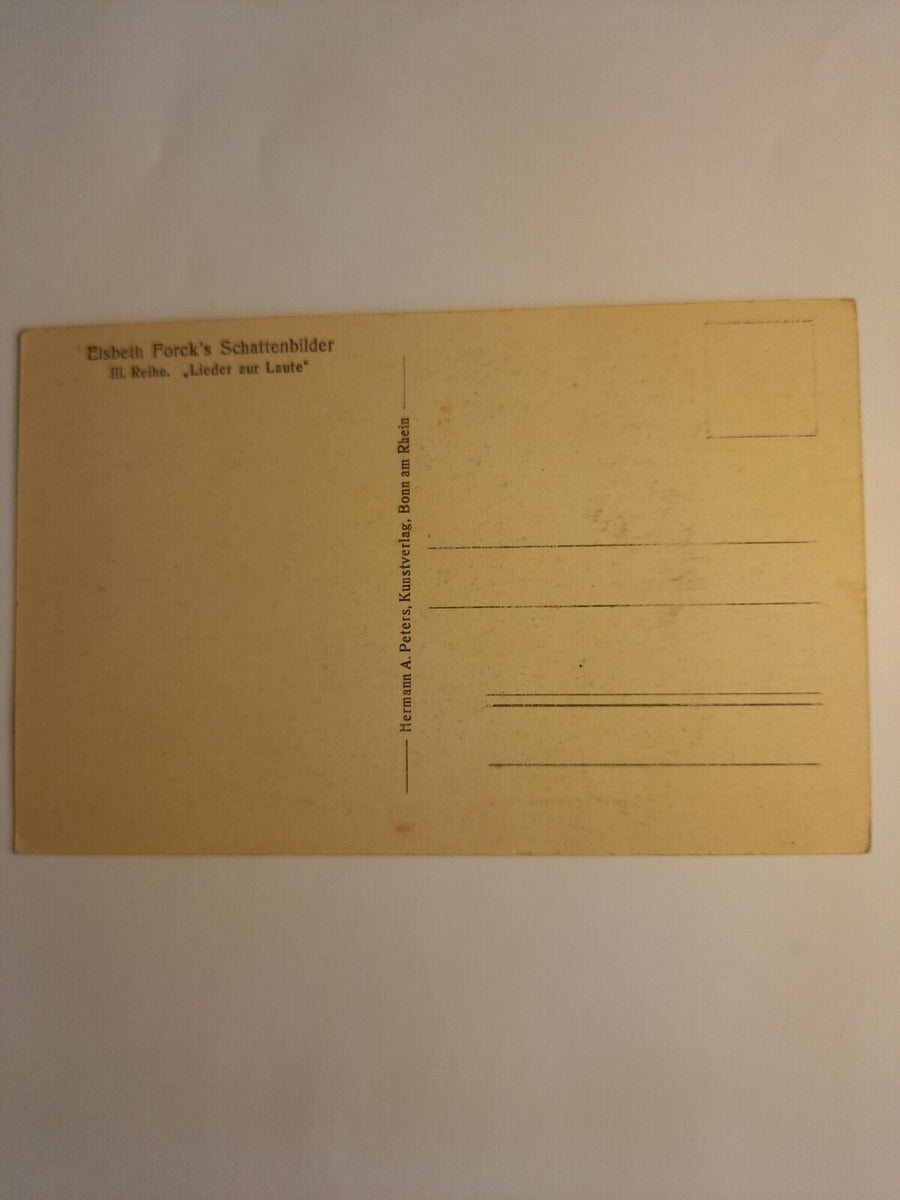 Elsbeth Forck's Schattenbilder
III. Reihe. „Lieder zur Laute“
Hermann A. Peters, Kunstverlag, Bonn am Rhein